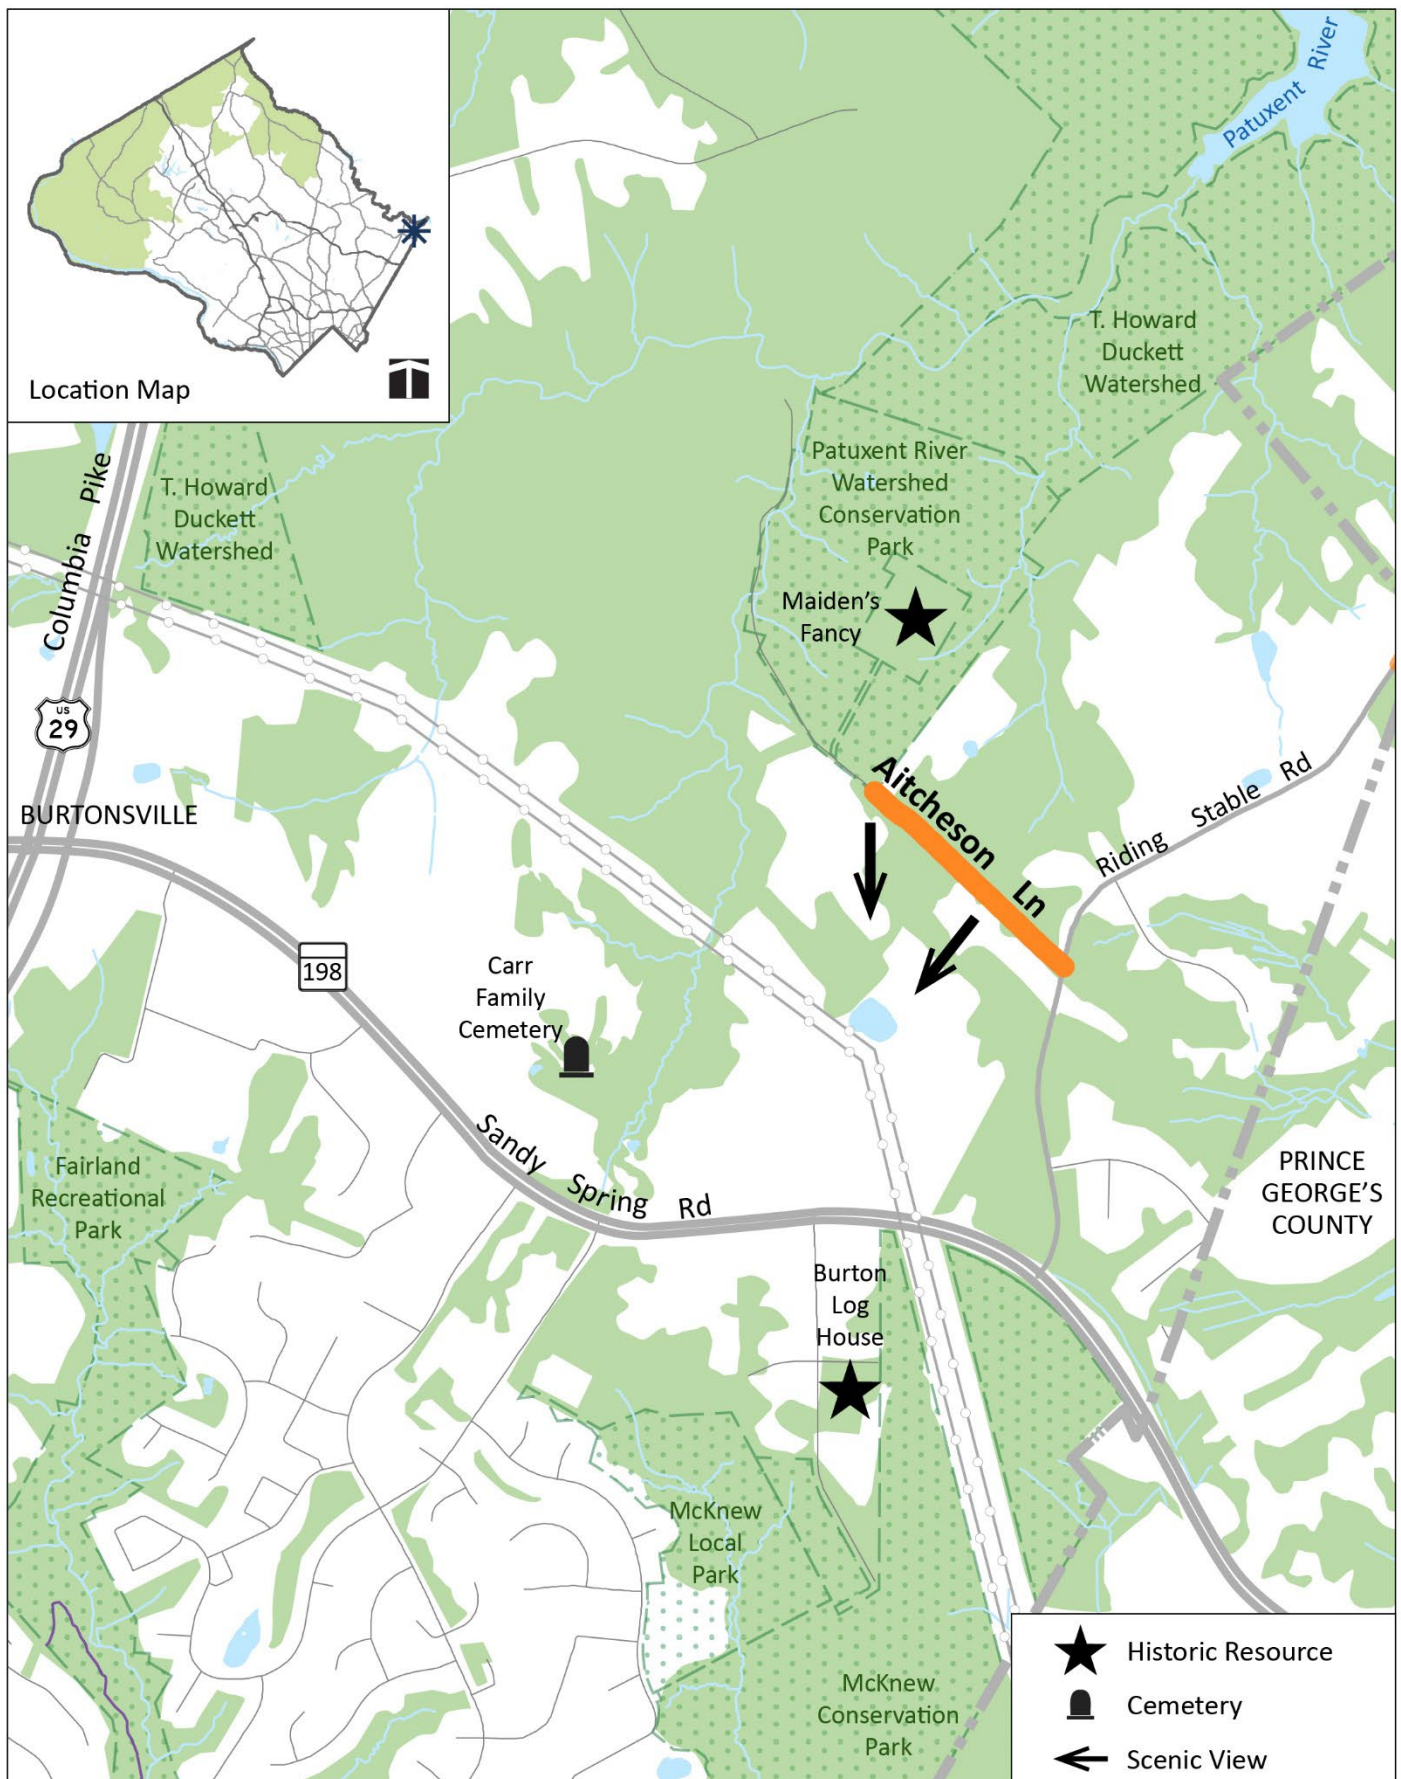 Location Map
Patuxent River
T. Howard
Duckett
Watershed
Columbia Pike
T. Howard
Duckett
Watershed
Patuxent River
Watershed
Conservation
Park
Maiden's
Fancy
US
29
BURTONSVILLE
Aitcheson Ln
Riding Stable Rd
198
Carr
Family
Cemetery
Sandy Spring Rd
Fairland
Recreational
Park
PRINCE
GEORGE'S
COUNTY
Burton
Log
House
McKnew
Local
Park
McKnew
Conservation
Park
Historic Resource
Cemetery
Scenic View